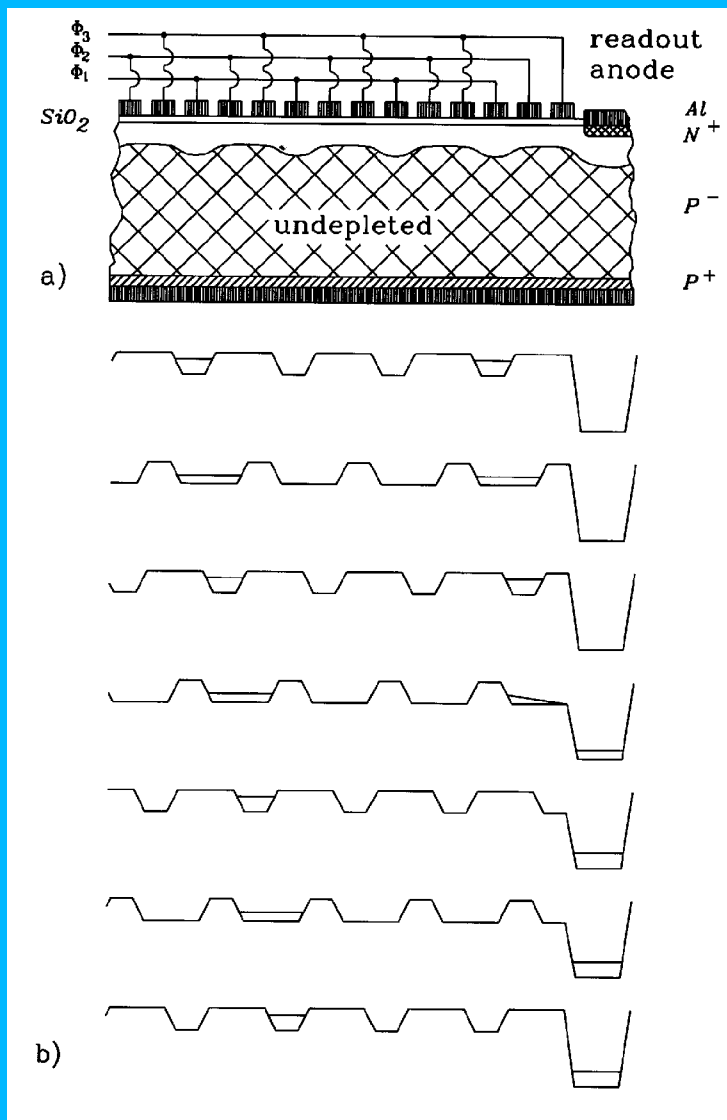 Φ3
Φ2
Φ1
readout
anode
SiO2
Al
N+
P-
undepleted
a)
P+
b)